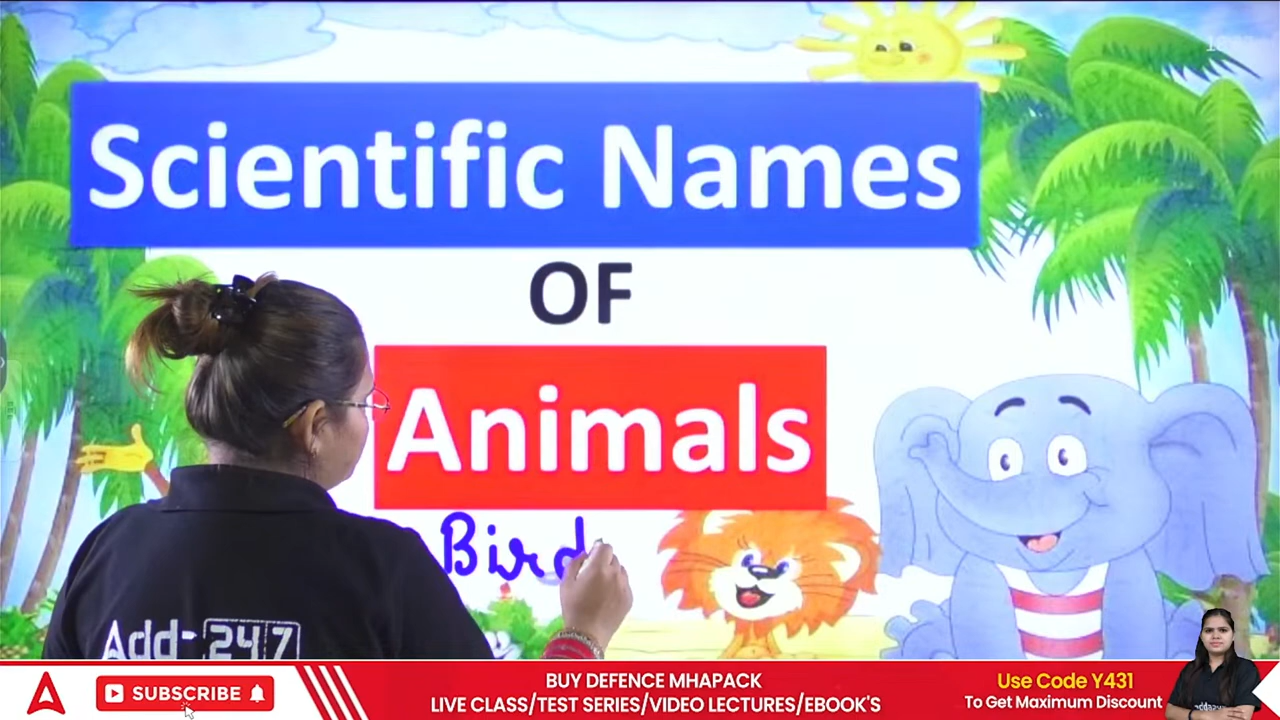 Scientific Names
OF
Animals
Bird
Add-247
SUBSCRIBE
BUY DEFENCE MHAPACK
LIVE CLASS/TEST SERIES/VIDEO LECTURES/EBOOK'S
Use Code Y431
To Get Maximum Discount